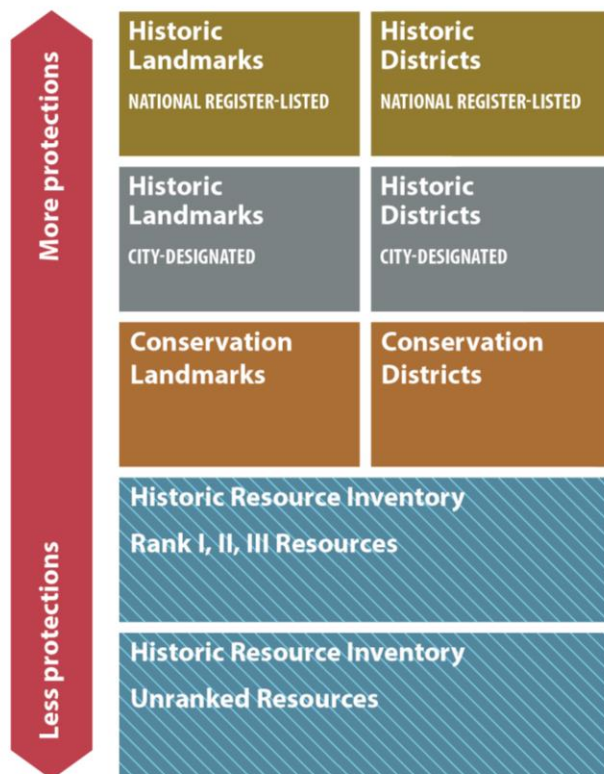 More protections
Historic
Landmarks
NATIONAL REGISTER-LISTED
Historic
Districts
NATIONAL REGISTER-LISTED
Historic
Landmarks
CITY-DESIGNATED
Historic
Districts
CITY-DESIGNATED
Conservation
Landmarks
Conservation
Districts
Historic Resource Inventory
Rank I, II, III Resources
Less protections
Historic Resource Inventory
Unranked Resources